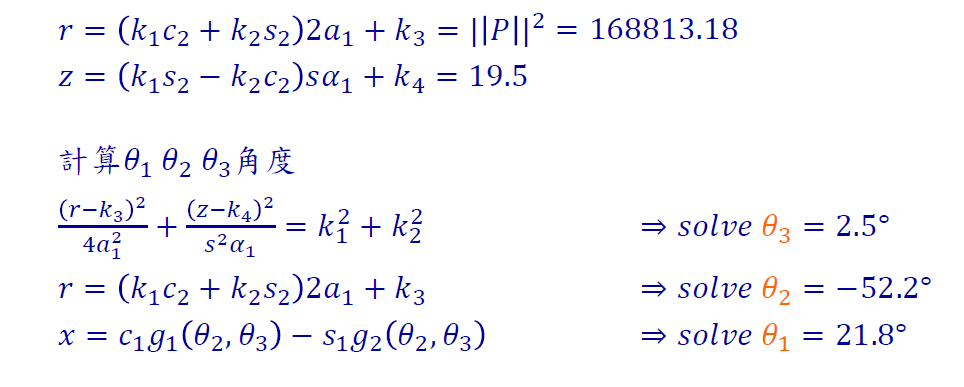 r = (k₁c₂ + k₂s₂)2a₁ + k₃ = ||P||² = 168813.18
z = (k₁s₂ − k₂c₂)sα₁ + k₄ = 19.5
計算θ₁ θ₂ θ₃角度
(r−k₃)²/4a₁² + (z−k₄)²/s²α₁ = k₁² + k₂² ⇒ solve θ₃ = 2.5°
r = (k₁c₂ + k₂s₂)2a₁ + k₃ ⇒ solve θ₂ = −52.2°
x = c₁g₁(θ₂, θ₃) − s₁g₂(θ₂, θ₃) ⇒ solve θ₁ = 21.8°